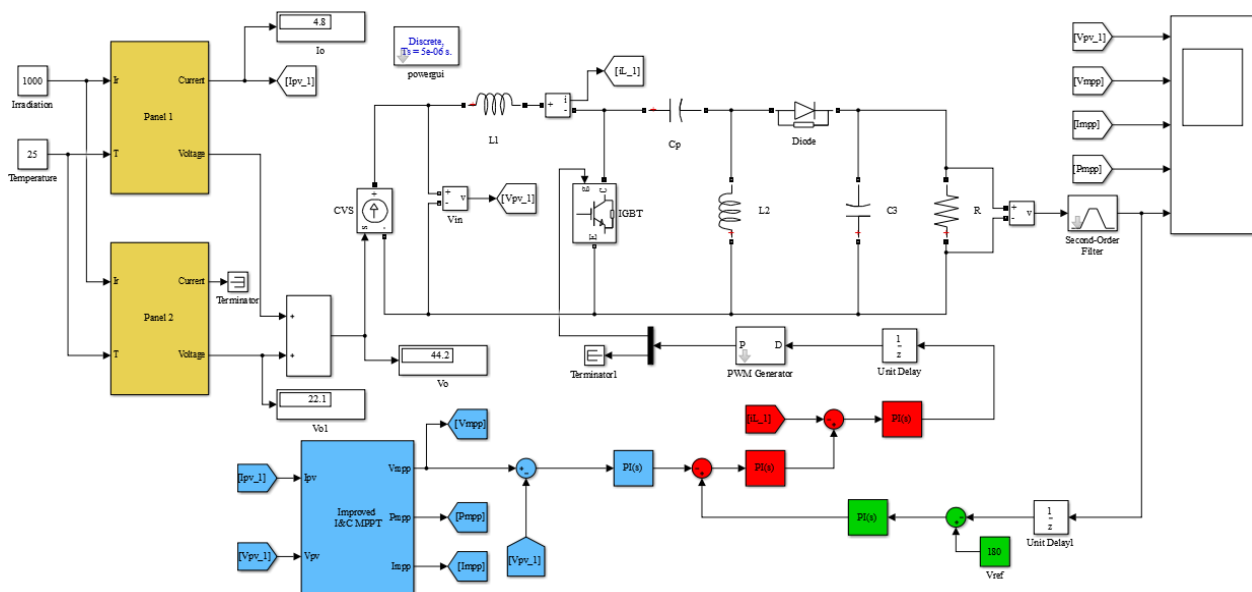 4.8
Io
Discrete,
Ts = 5e-06 s.
powergui
[iL_1]
[Vpv_1]
[Vmpp]
[Impp]
[Pmpp]
1000
Irradiation
Ir
Current
[Ipv_1]
Panel 1
25
Temperature
T
Voltage
L1
+
i
-
Cp
Diode
CVS
+
s
-
+
-
v
Vin
[Vpv_1]
g
C
E
IGBT
L2
C3
R
+
-
v
Second-Order
Filter
Ir
Current
Terminator
Panel 2
T
Voltage
+
+
44.2
Vo
22.1
Vo1
Terminator1
P
D
PWM Generator
1
z
Unit Delay
[Ipv_1]
Ipv
[Vpv_1]
Vpv
Improved
I&C MPPT
Vmpp
[Vmpp]
Pmpp
[Pmpp]
Impp
[Impp]
+
-
[Vpv_1]
PI(s)
PI(s)
[iL_1]
PI(s)
PI(s)
180
Vref
1
z
Unit Delay1